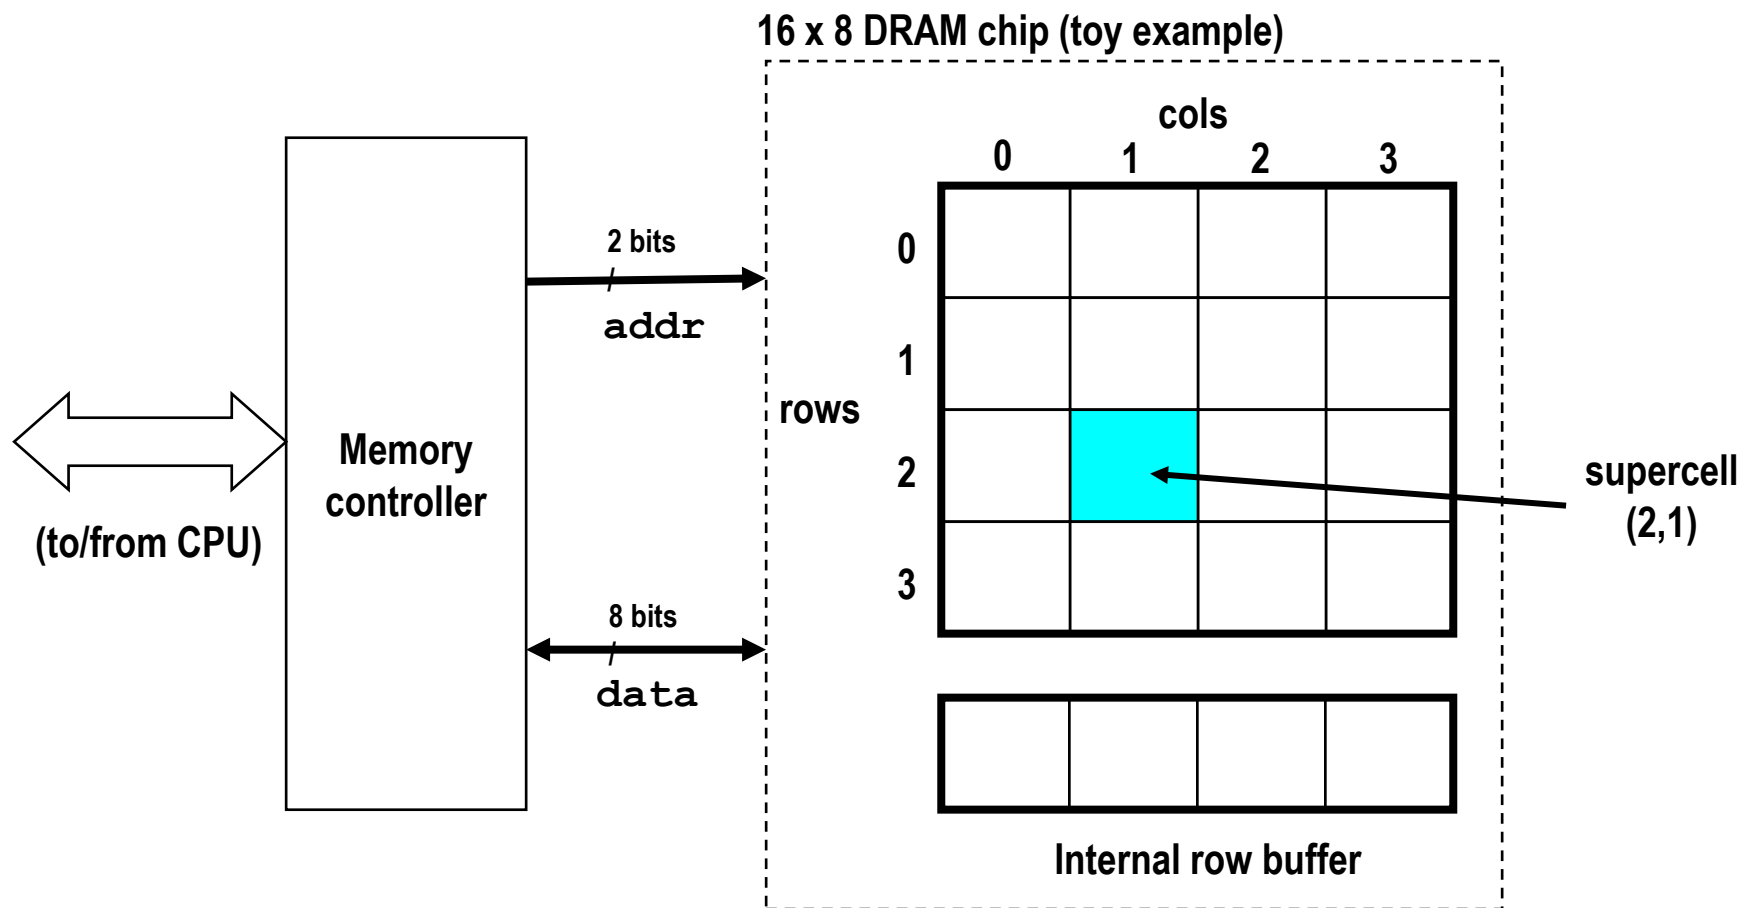 16 x 8 DRAM chip (toy example)
cols
0 1 2 3
2 bits
addr
0
1
rows
2
3
Memory
controller
(to/from CPU)
supercell
(2,1)
8 bits
data
Internal row buffer